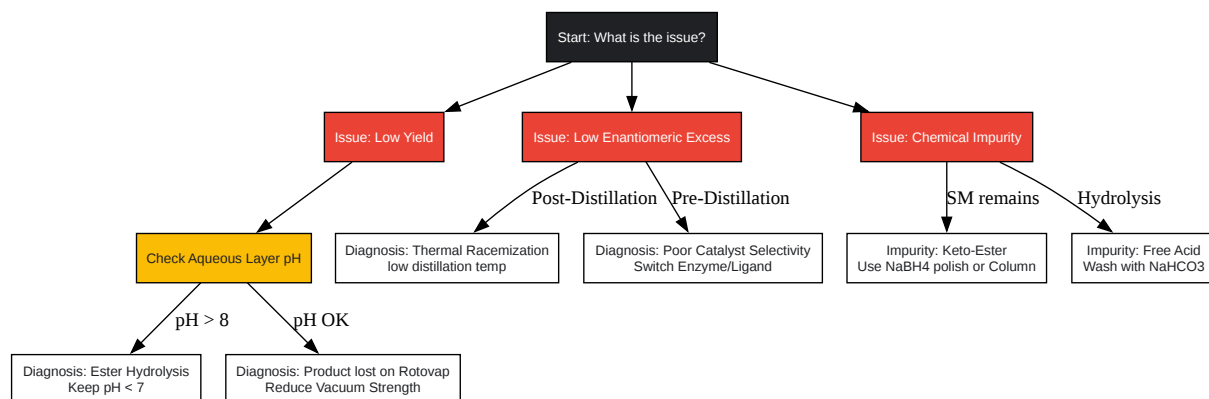 Start: What is the issue?
Issue: Low Yield
Issue: Low Enantiomeric Excess
Issue: Chemical Impurity
Post-Distillation
Pre-Distillation
SM remains
Hydrolysis
Check Aqueous Layer pH
Diagnosis: Thermal Racemization
low distillation temp
Diagnosis: Poor Catalyst Selectivity
Switch Enzyme/Ligand
Impurity: Keto-Ester
Use NaBH4 polish or Column
Impurity: Free Acid
Wash with NaHCO3
pH > 8
pH OK
Diagnosis: Ester Hydrolysis
Keep pH < 7
Diagnosis: Product lost on Rotovap
Reduce Vacuum Strength